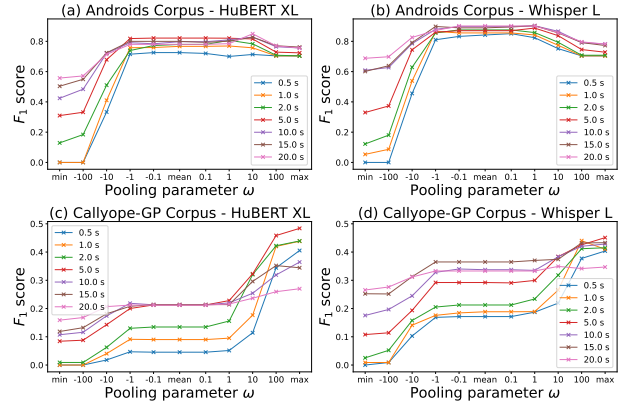 (a) Androids Corpus - HuBERT XL
F1 score
0.8
0.6
0.4
0.2
0.0
0.5 s
1.0 s
2.0 s
5.0 s
10.0 s
15.0 s
20.0 s
min -100 -10 -1 -0.1 mean 0.1 1 10 100 max
Pooling parameter ω
(b) Androids Corpus - Whisper L
F1 score
0.8
0.6
0.4
0.2
0.0
0.5 s
1.0 s
2.0 s
5.0 s
10.0 s
15.0 s
20.0 s
min -100 -10 -1 -0.1 mean 0.1 1 10 100 max
Pooling parameter ω
(c) Callyope-GP Corpus - HuBERT XL
F1 score
0.5
0.4
0.3
0.2
0.1
0.0
0.5 s
1.0 s
2.0 s
5.0 s
10.0 s
15.0 s
20.0 s
min -100 -10 -1 -0.1 mean 0.1 1 10 100 max
Pooling parameter ω
(d) Callyope-GP Corpus - Whisper L
F1 score
0.5
0.4
0.3
0.2
0.1
0.0
0.5 s
1.0 s
2.0 s
5.0 s
10.0 s
15.0 s
20.0 s
min -100 -10 -1 -0.1 mean 0.1 1 10 100 max
Pooling parameter ω